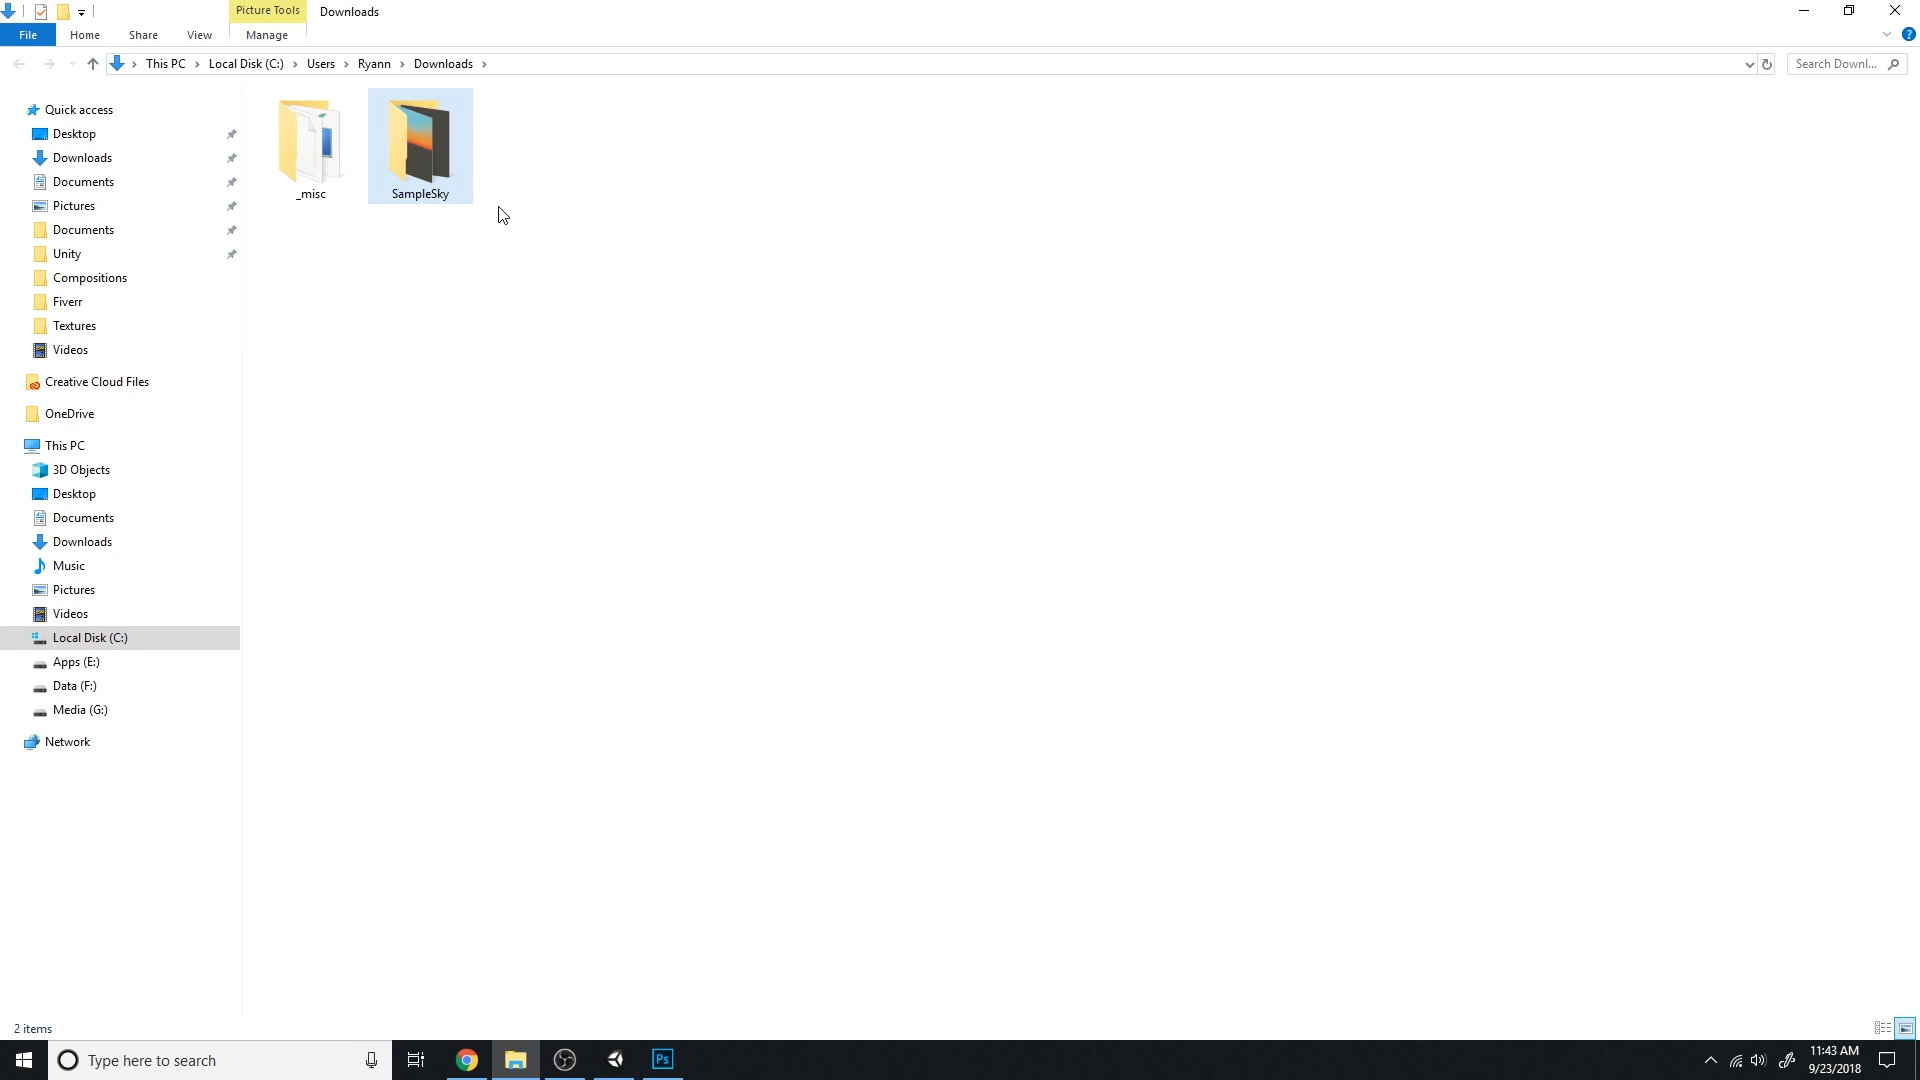 Picture Tools
Downloads
File
Home
Share
View
Manage
This PC
Local Disk (C:)
Users
Ryann
Downloads
Search Downl...
Quick access
Desktop
Downloads
Documents
Pictures
Documents
Unity
Compositions
Fiverr
Textures
Videos
Creative Cloud Files
OneDrive
This PC
3D Objects
Desktop
Documents
Downloads
Music
Pictures
Videos
Local Disk (C:)
Apps (E:)
Data (F:)
Media (G:)
Network
_misc
SampleSky
2 items
Type here to search
Ps
11:43 AM
9/23/2018